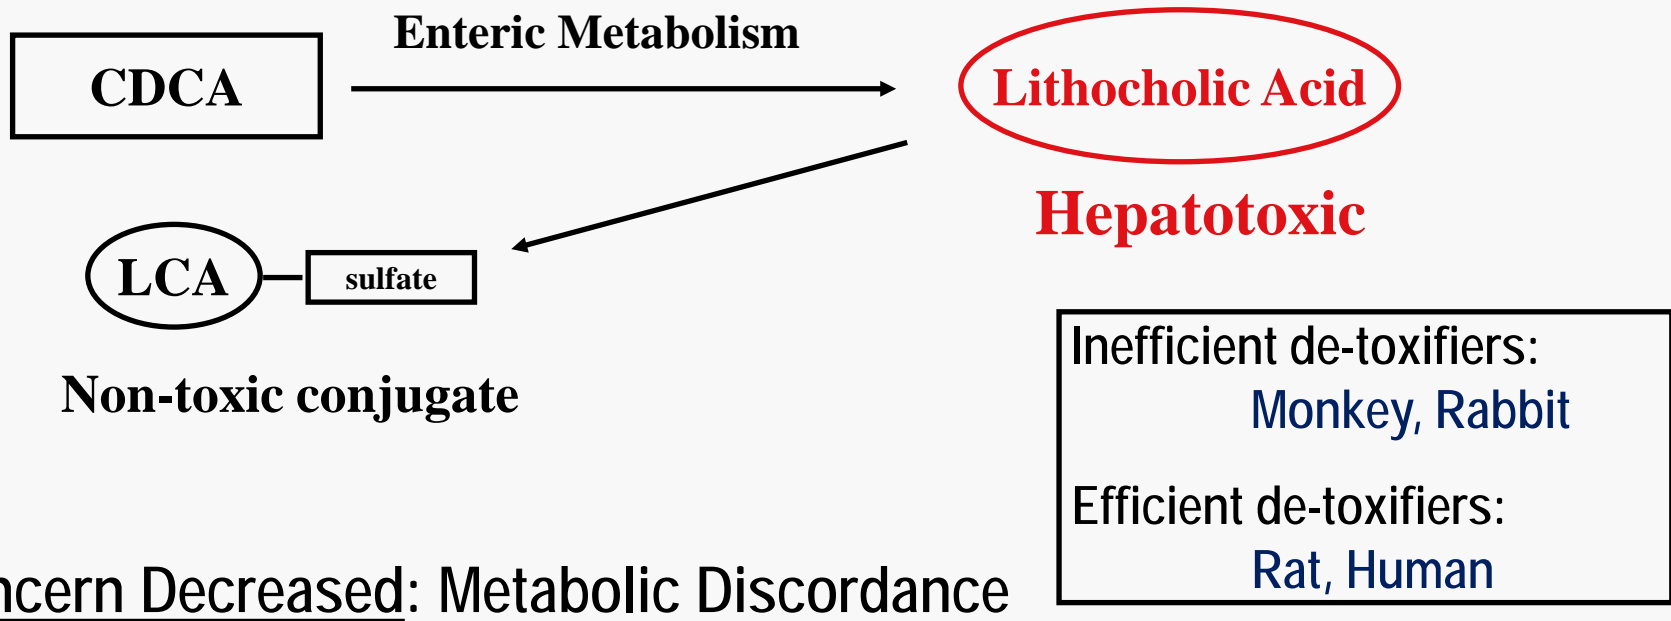 Enteric Metabolism
CDCA
Lithocholic Acid
Hepatotoxic
LCA
sulfate
Non-toxic conjugate
Inefficient de-toxifiers:
Monkey, Rabbit
Efficient de-toxifiers:
Rat, Human
Decreased: Metabolic Discordance